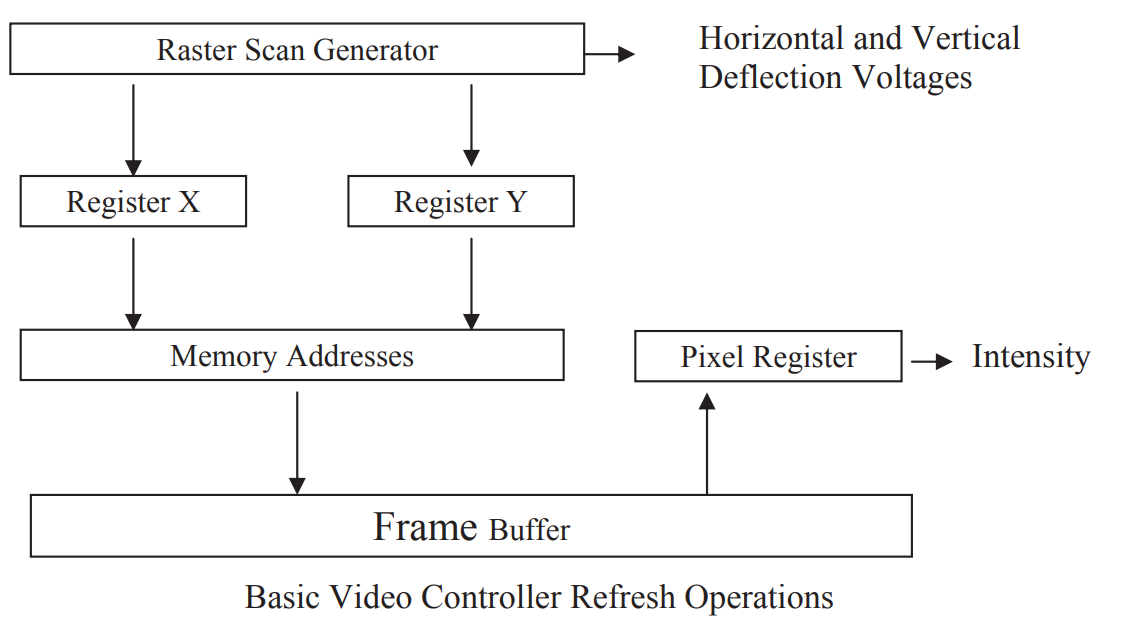 Raster Scan Generator
Horizontal and Vertical
Deflection Voltages
Register X
Register Y
Memory Addresses
Pixel Register
Intensity
Frame Buffer
Basic Video Controller Refresh Operations